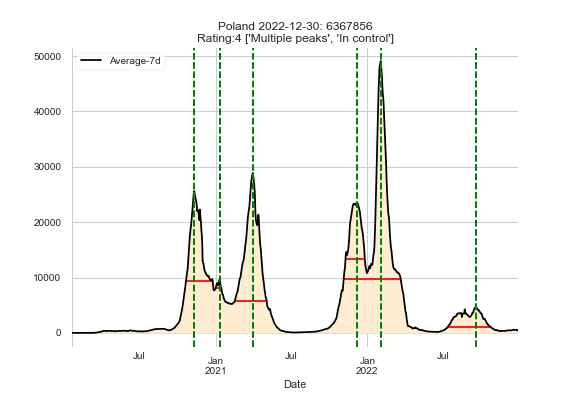 Poland 2022-12-30: 6367856
Rating:4 ['Multiple peaks', 'In control']
Average-7d
50000
40000
30000
20000
10000
0
Jul
Jan
2021
Jul
Jan
2022
Jul
Date